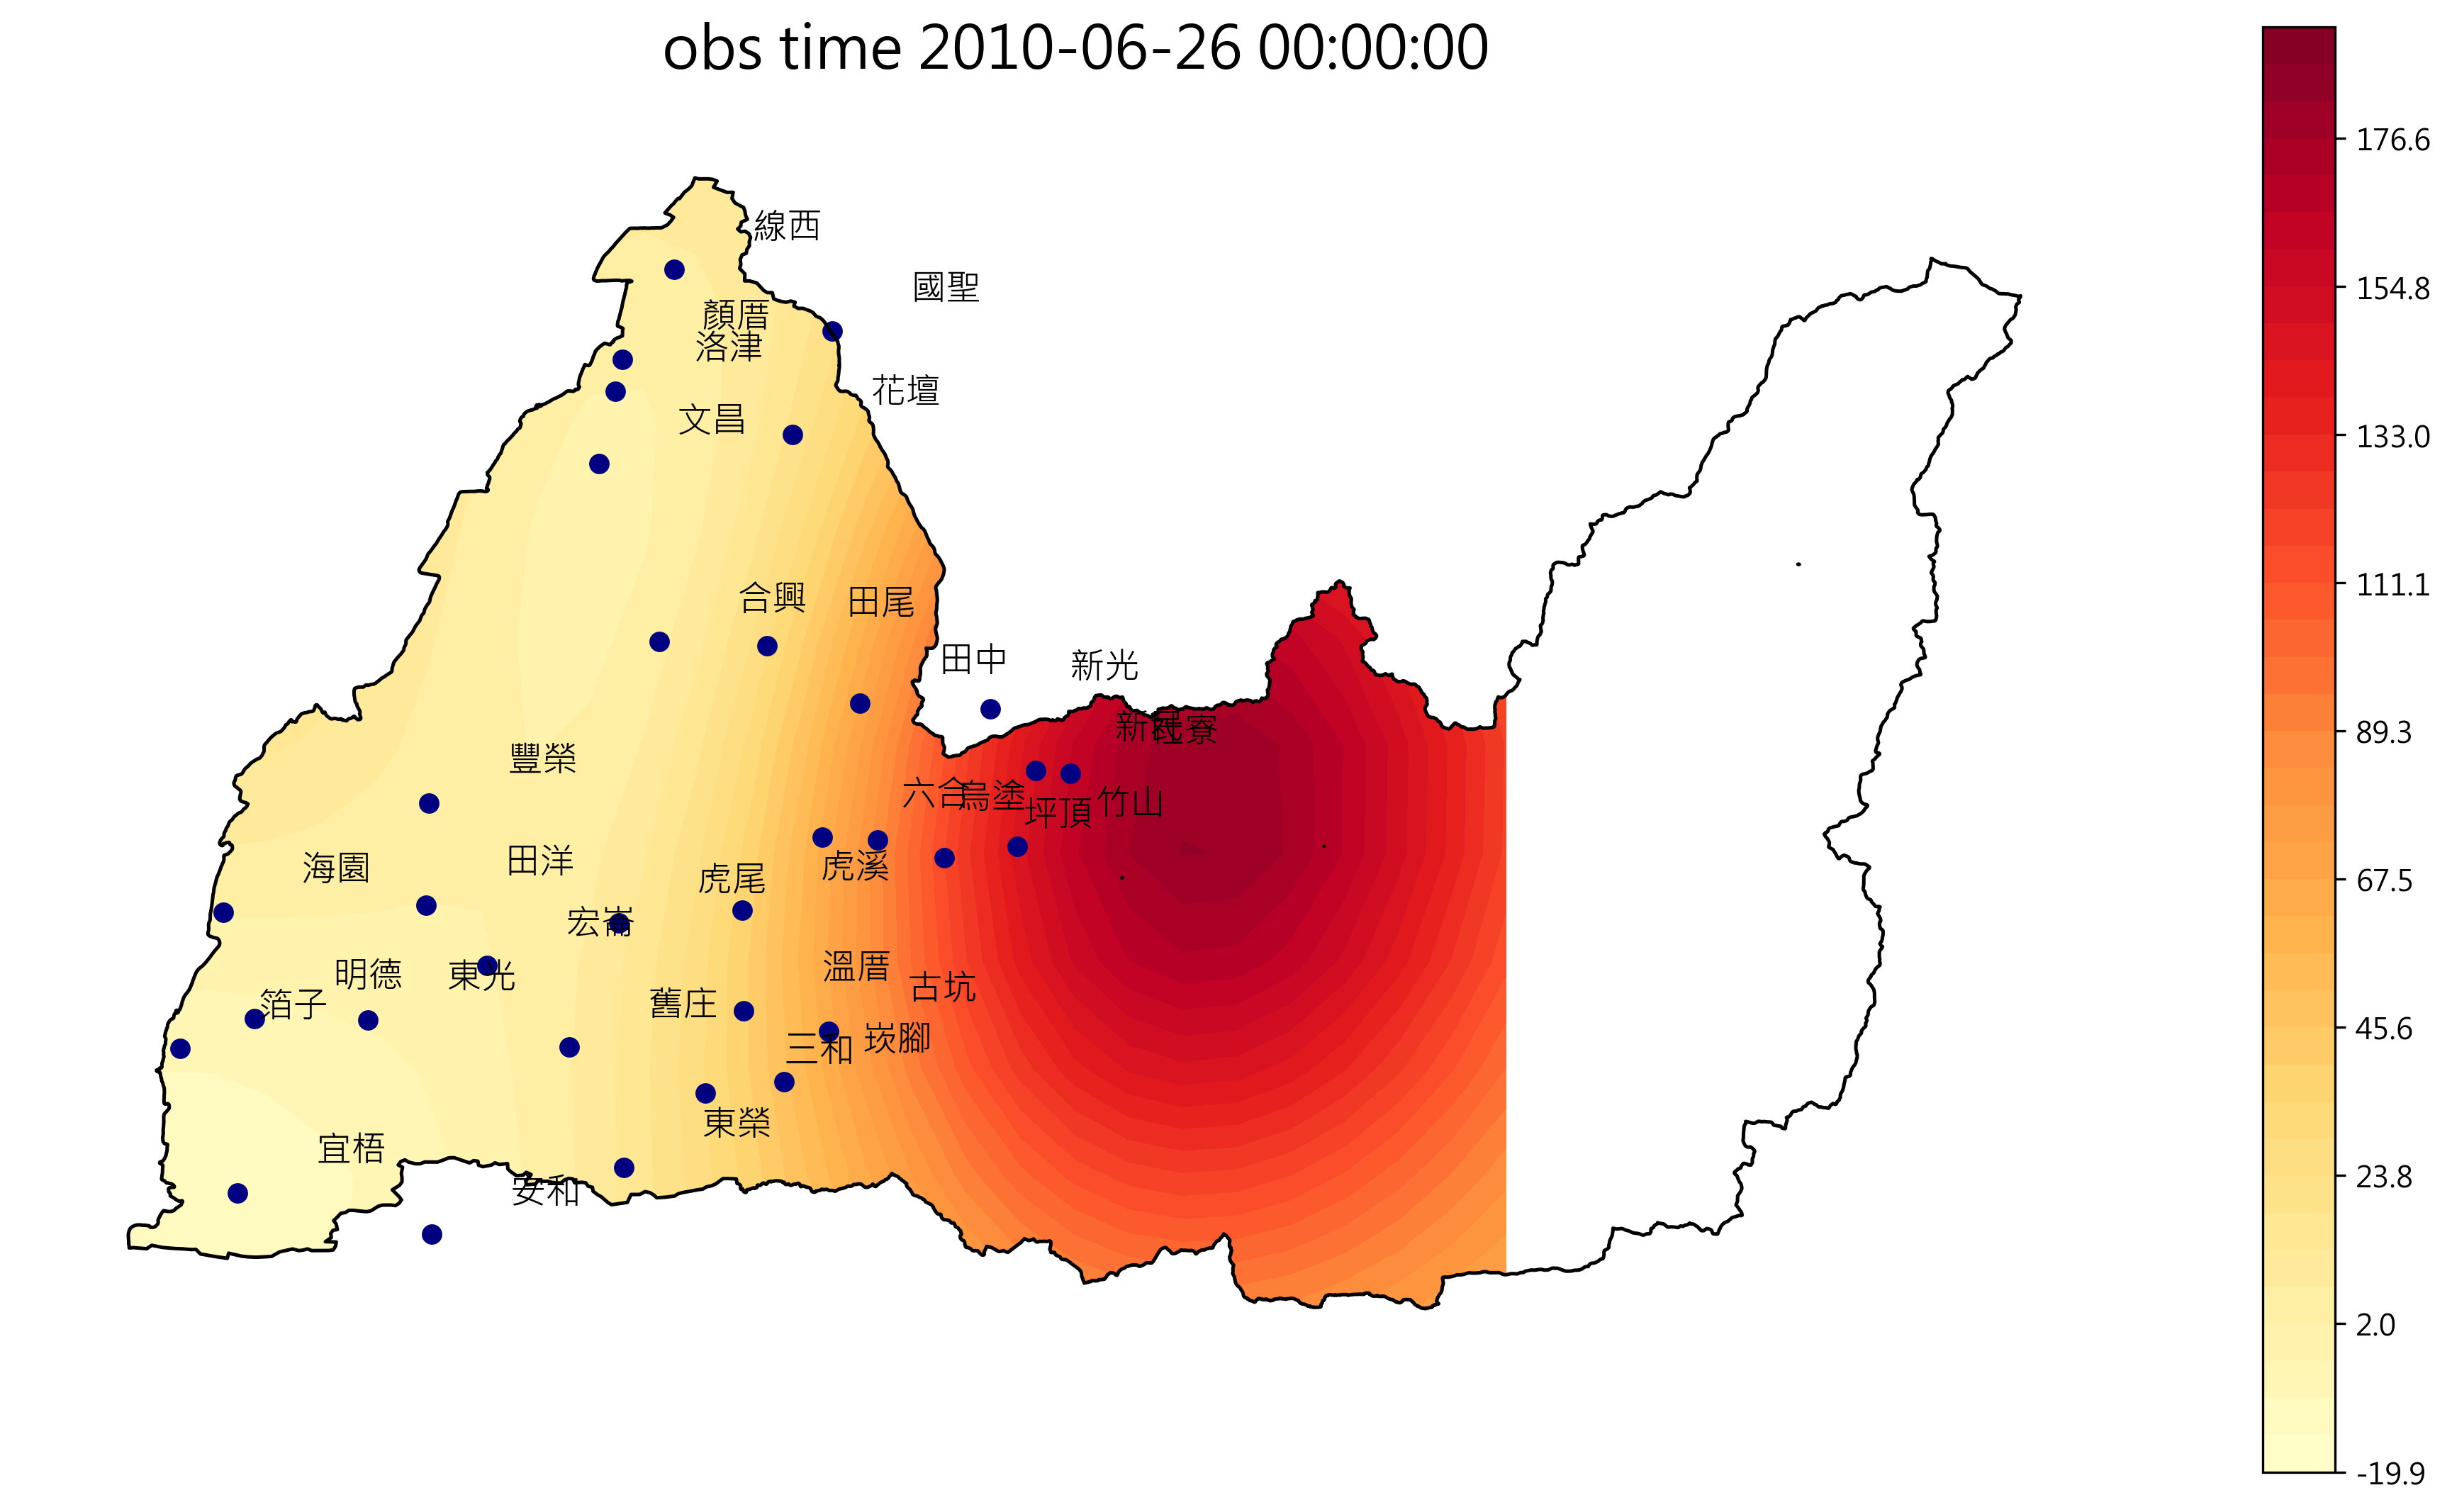 obs time 2010-06-26 00:00:00
線西
國聖
顏厝
洛津
花壇
文昌
合興
田尾
田中
新光
新民
社寮
豐榮
六合
烏塗
坪頂
竹山
海園
田洋
虎尾
虎溪
宏崙
明德
東光
溫厝
古坑
箔子
舊庄
三和
崁腳
東榮
宜梧
安和
176.6
154.8
133.0
111.1
89.3
67.5
45.6
23.8
2.0
-19.9